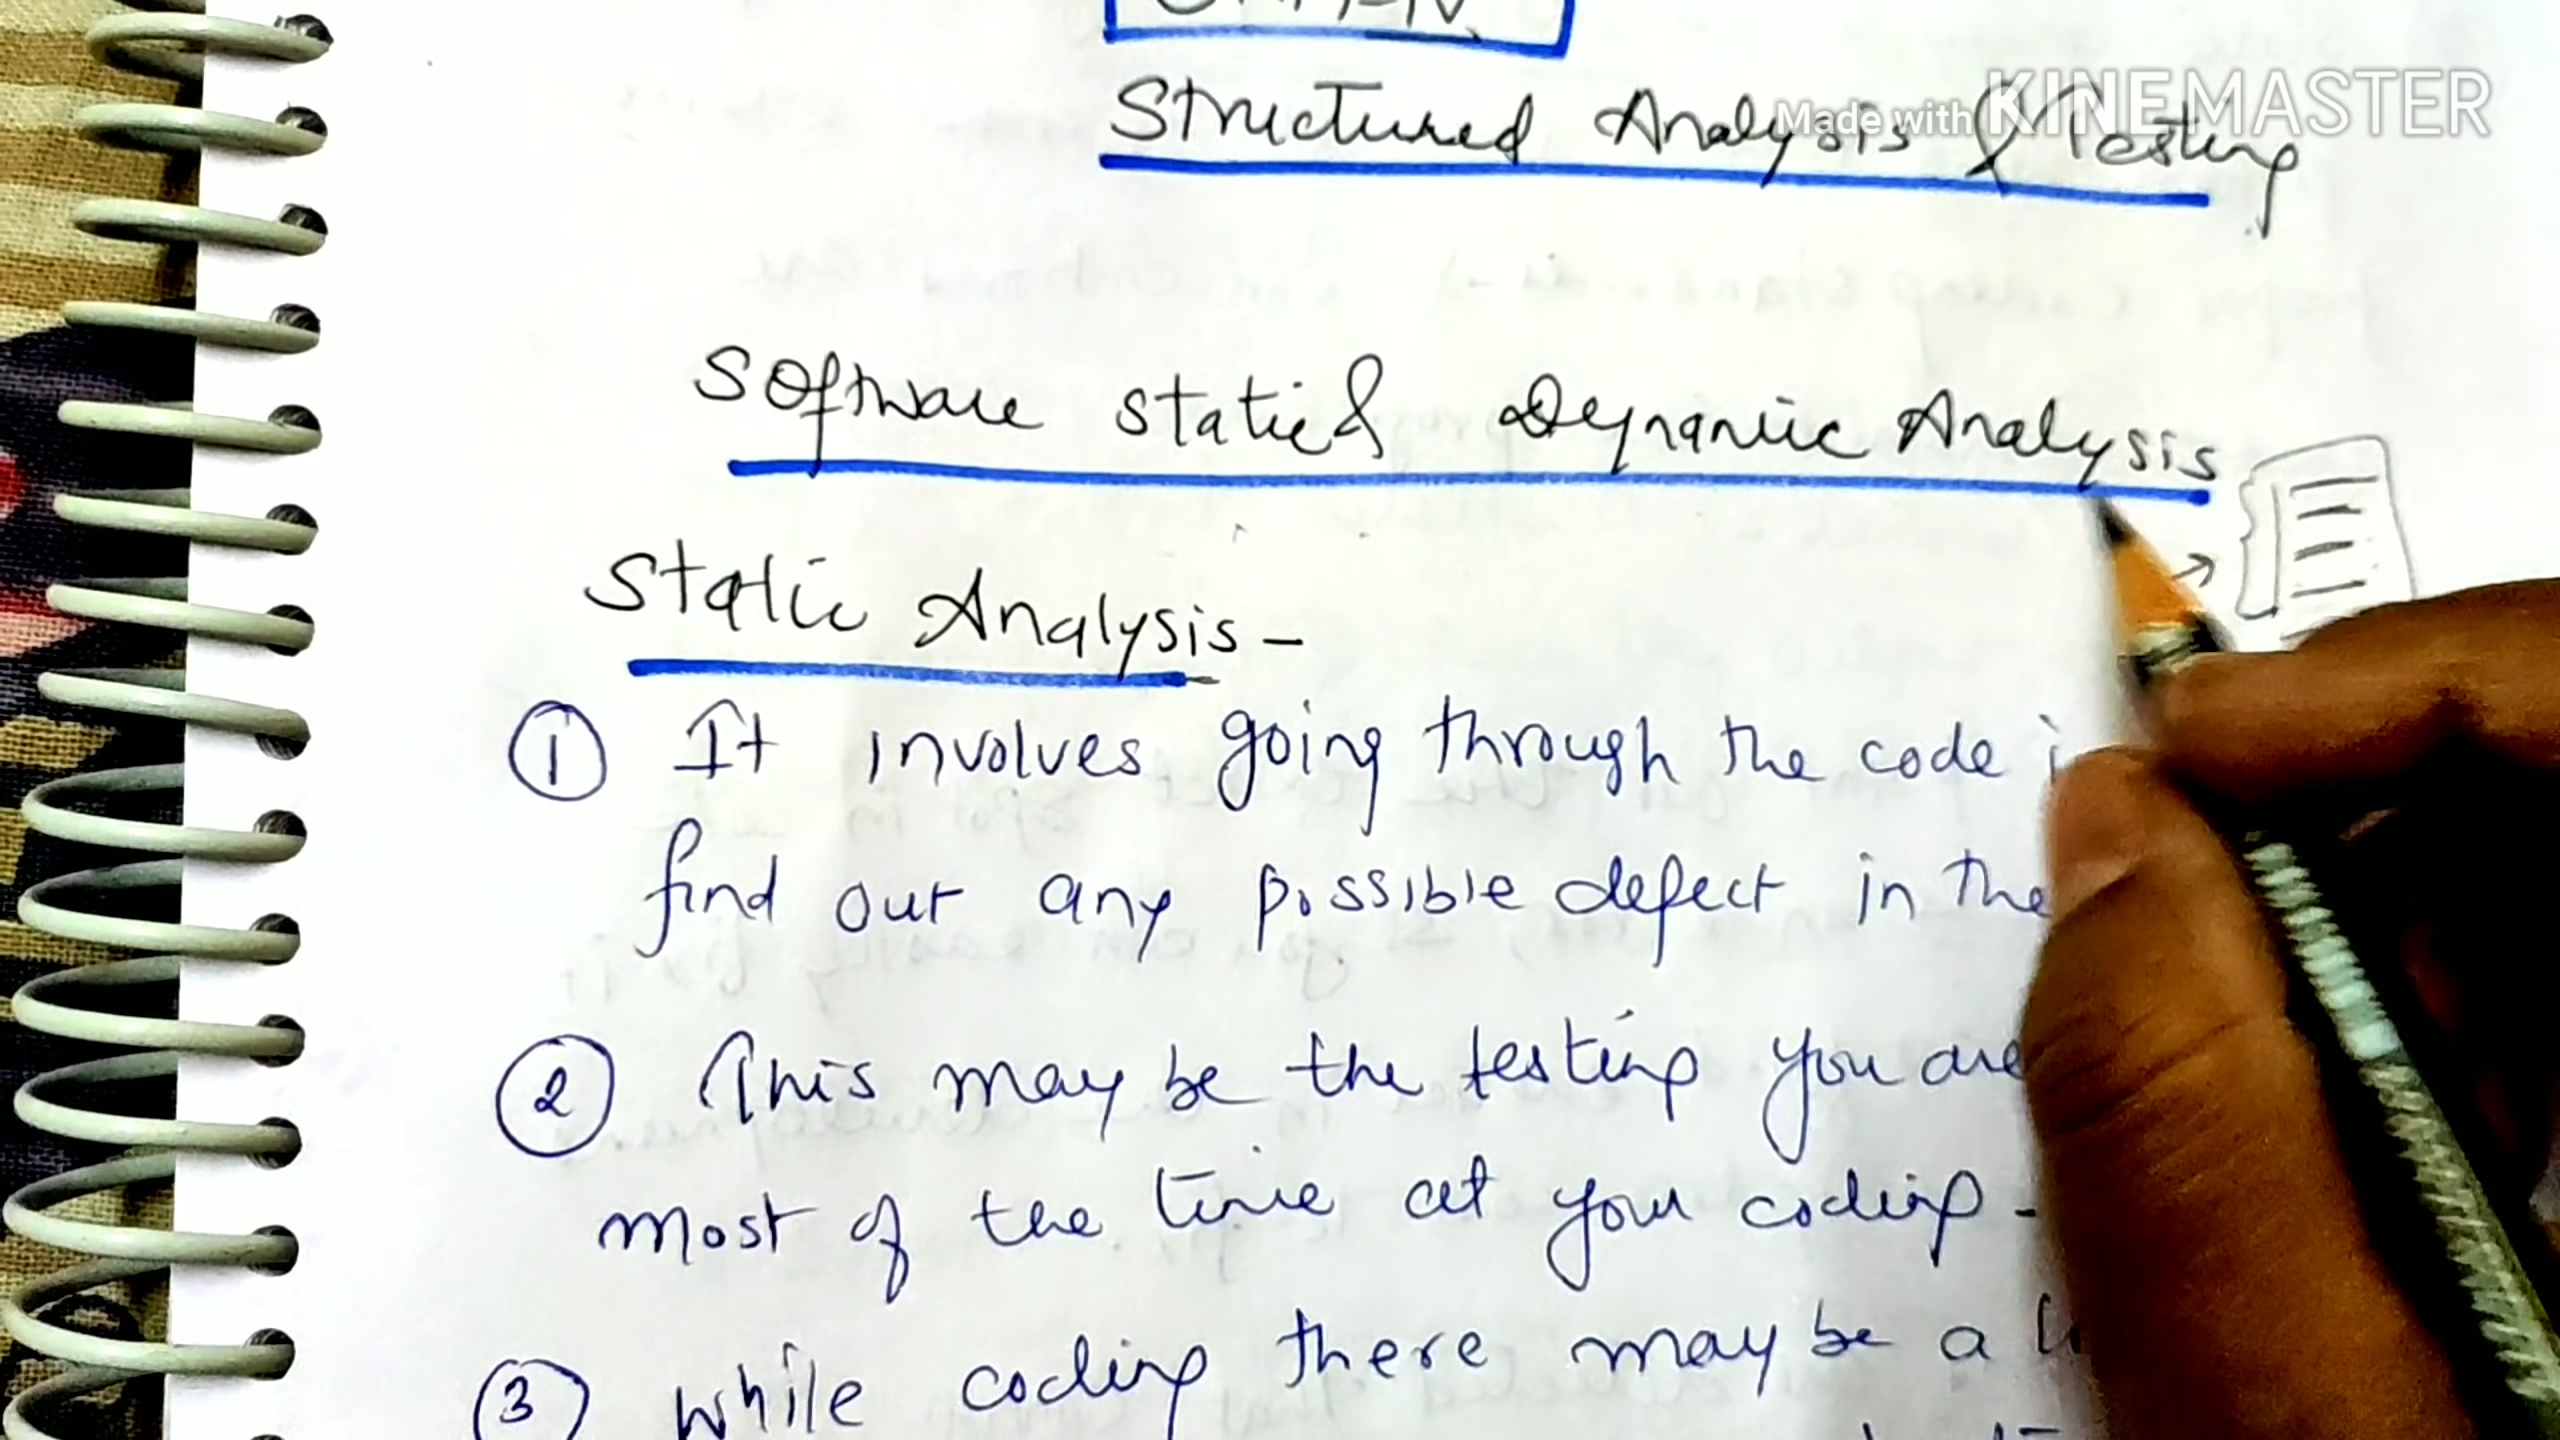 Structured Analysis & Testing
Made with KINEMASTER
Software Static & Dynamic Analysis
Static Analysis -
① It involves going through the code
find out any possible defect in the
② This may be the testing you are
most of the time at your coding -
③ While coding there may be a